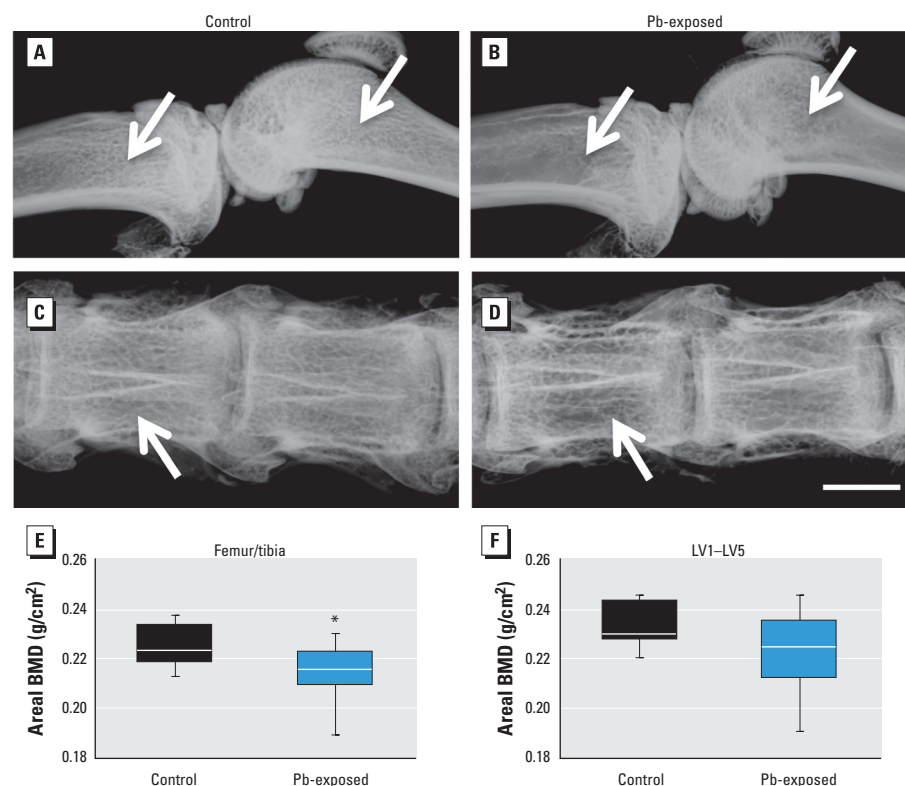 Control Pb-exposed
A B
C D
E Femur/tibia
Areal BMD (g/cm²)
0.26
0.24
0.22
0.20
0.18
*
Control Pb-exposed
F LV1–LV5
Areal BMD (g/cm²)
0.26
0.24
0.22
0.20
0.18
Control Pb-exposed